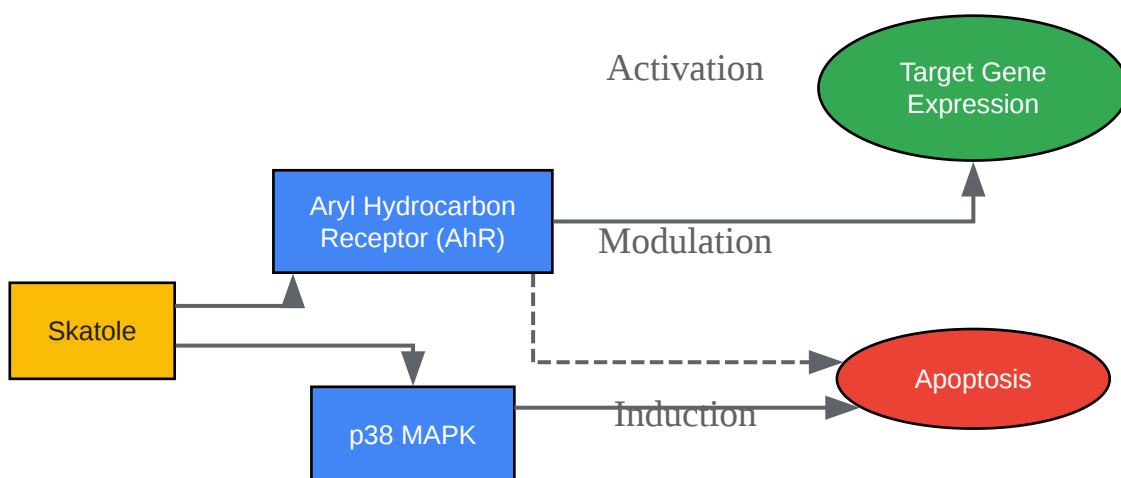 Activation
Target Gene
Expression
Aryl Hydrocarbon
Receptor (AhR)
Modulation
Skatole
Apoptosis
Induction
p38 MAPK